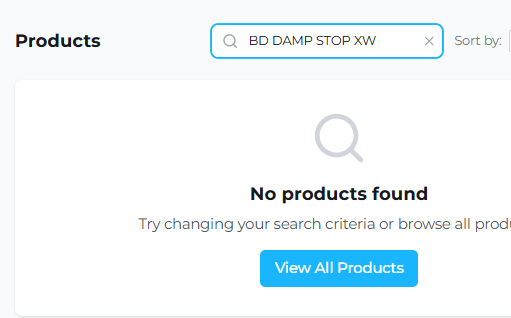 Products
BD DAMP STOP XW
Sort by:
No products found
Try changing your search criteria or browse all
View All Products